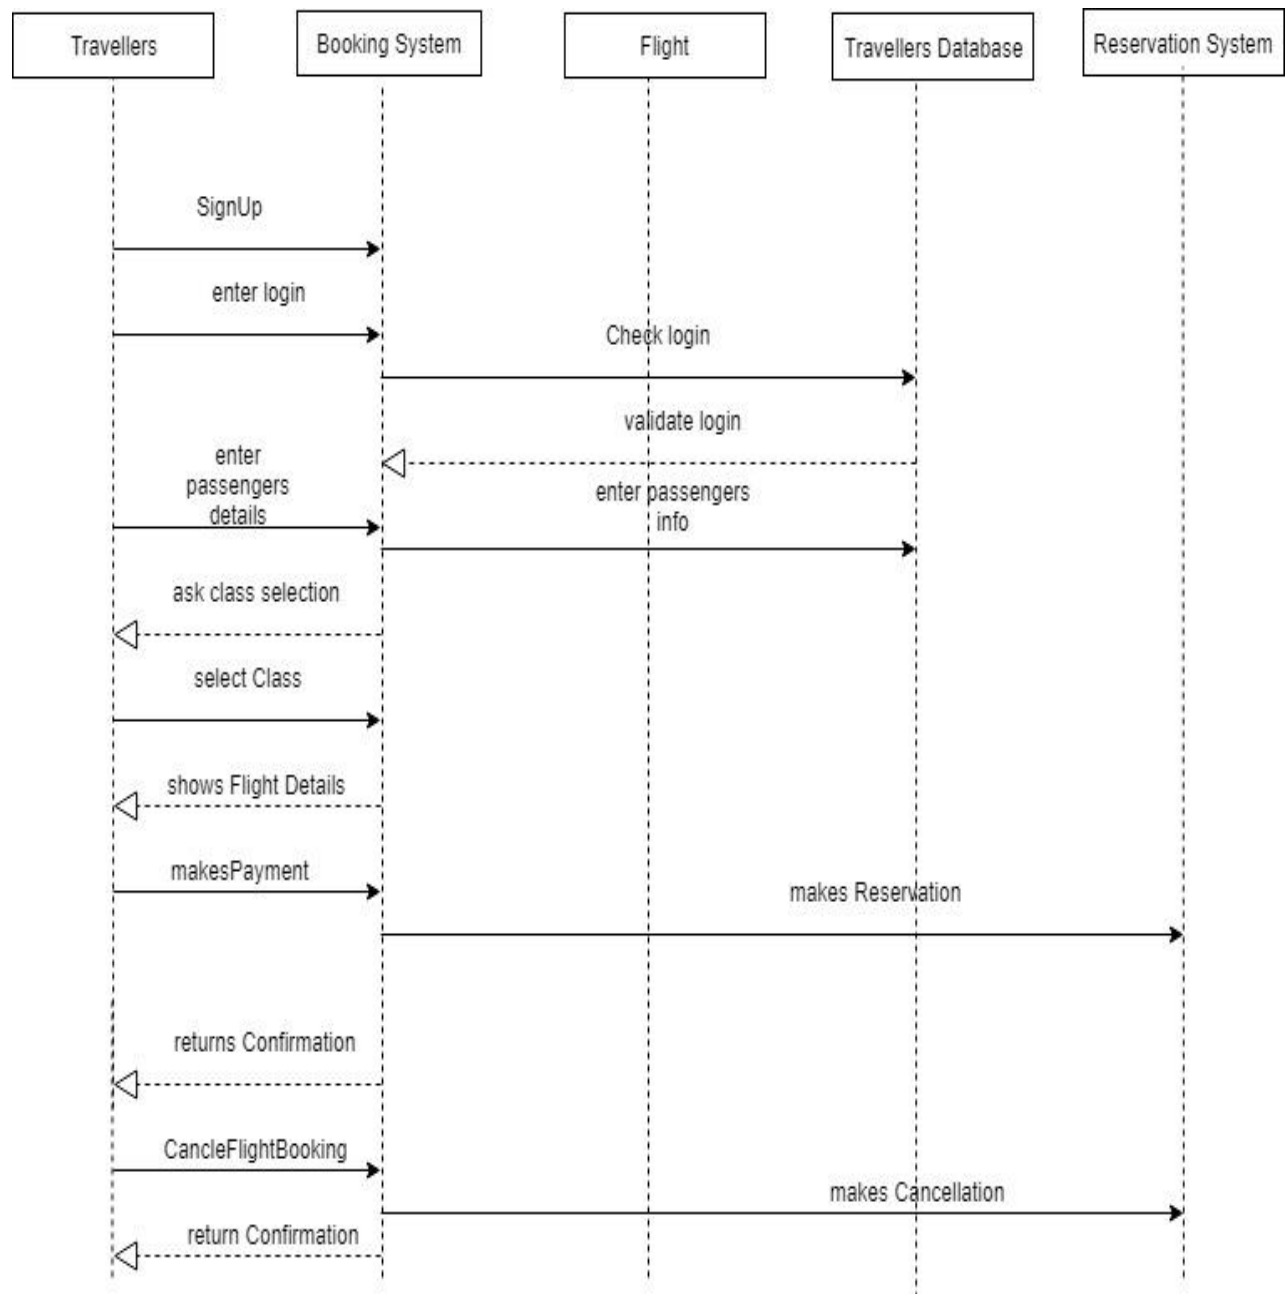 Travellers
Booking System
Flight
Travellers Database
Reservation System
SignUp
enter login
Check login
validate login
enter
passengers
details
enter passengers
info
ask class selection
select Class
shows Flight Details
makesPayment
makes Reservation
returns Confirmation
CancleFlightBooking
makes Cancellation
return Confirmation